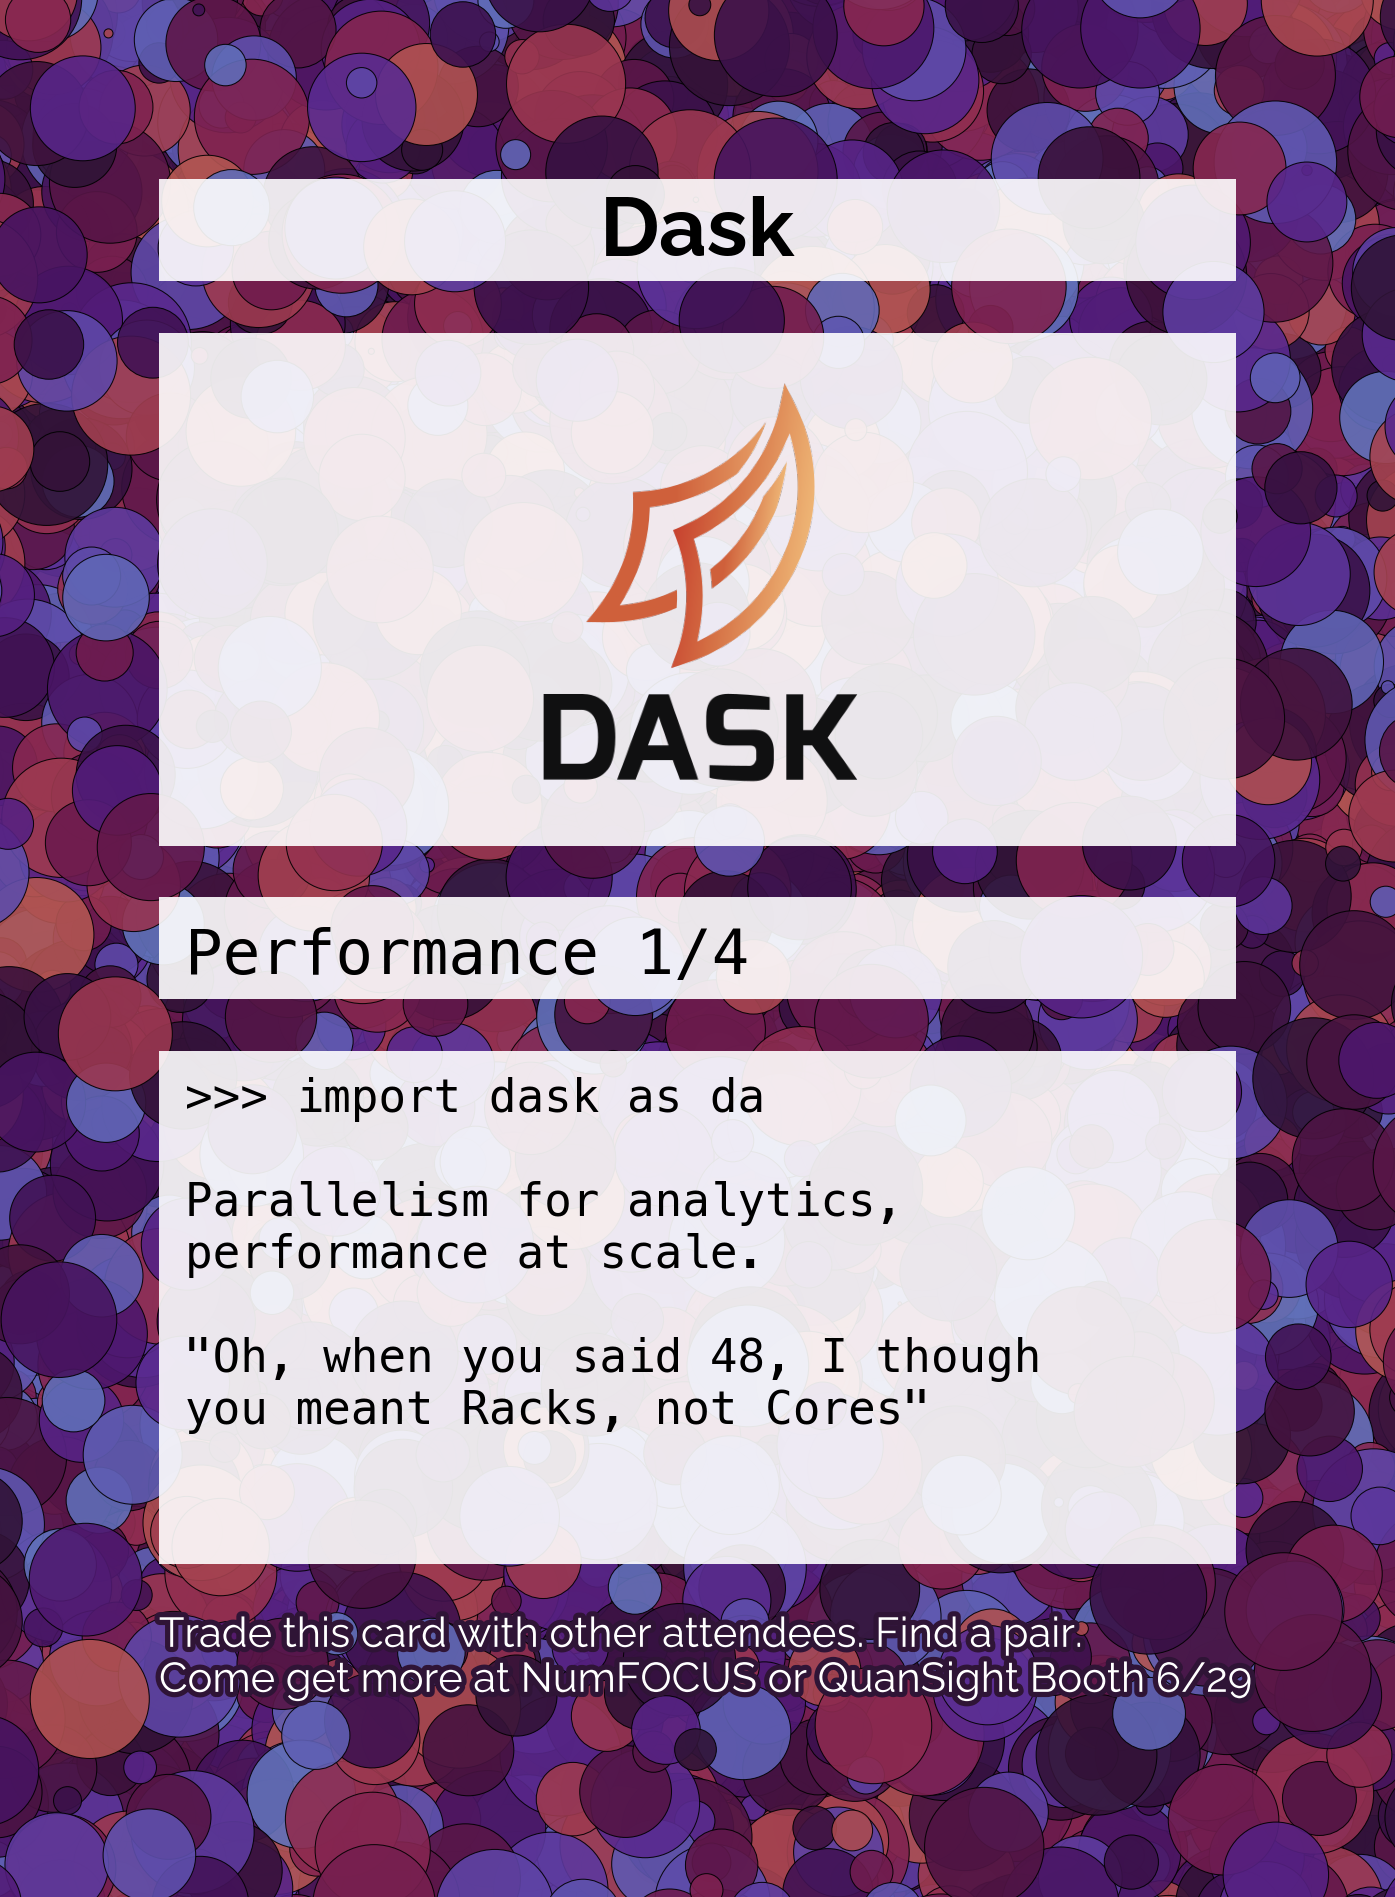 Dask
DASK
Performance 1/4
>>> import dask as da
Parallelism for analytics,
performance at scale.
"Oh, when you said 48, I though
you meant Racks, not Cores"
Trade this card with other attendees. Find a pair.
Come get more at NumFOCUS or QuanSight Booth 6/29